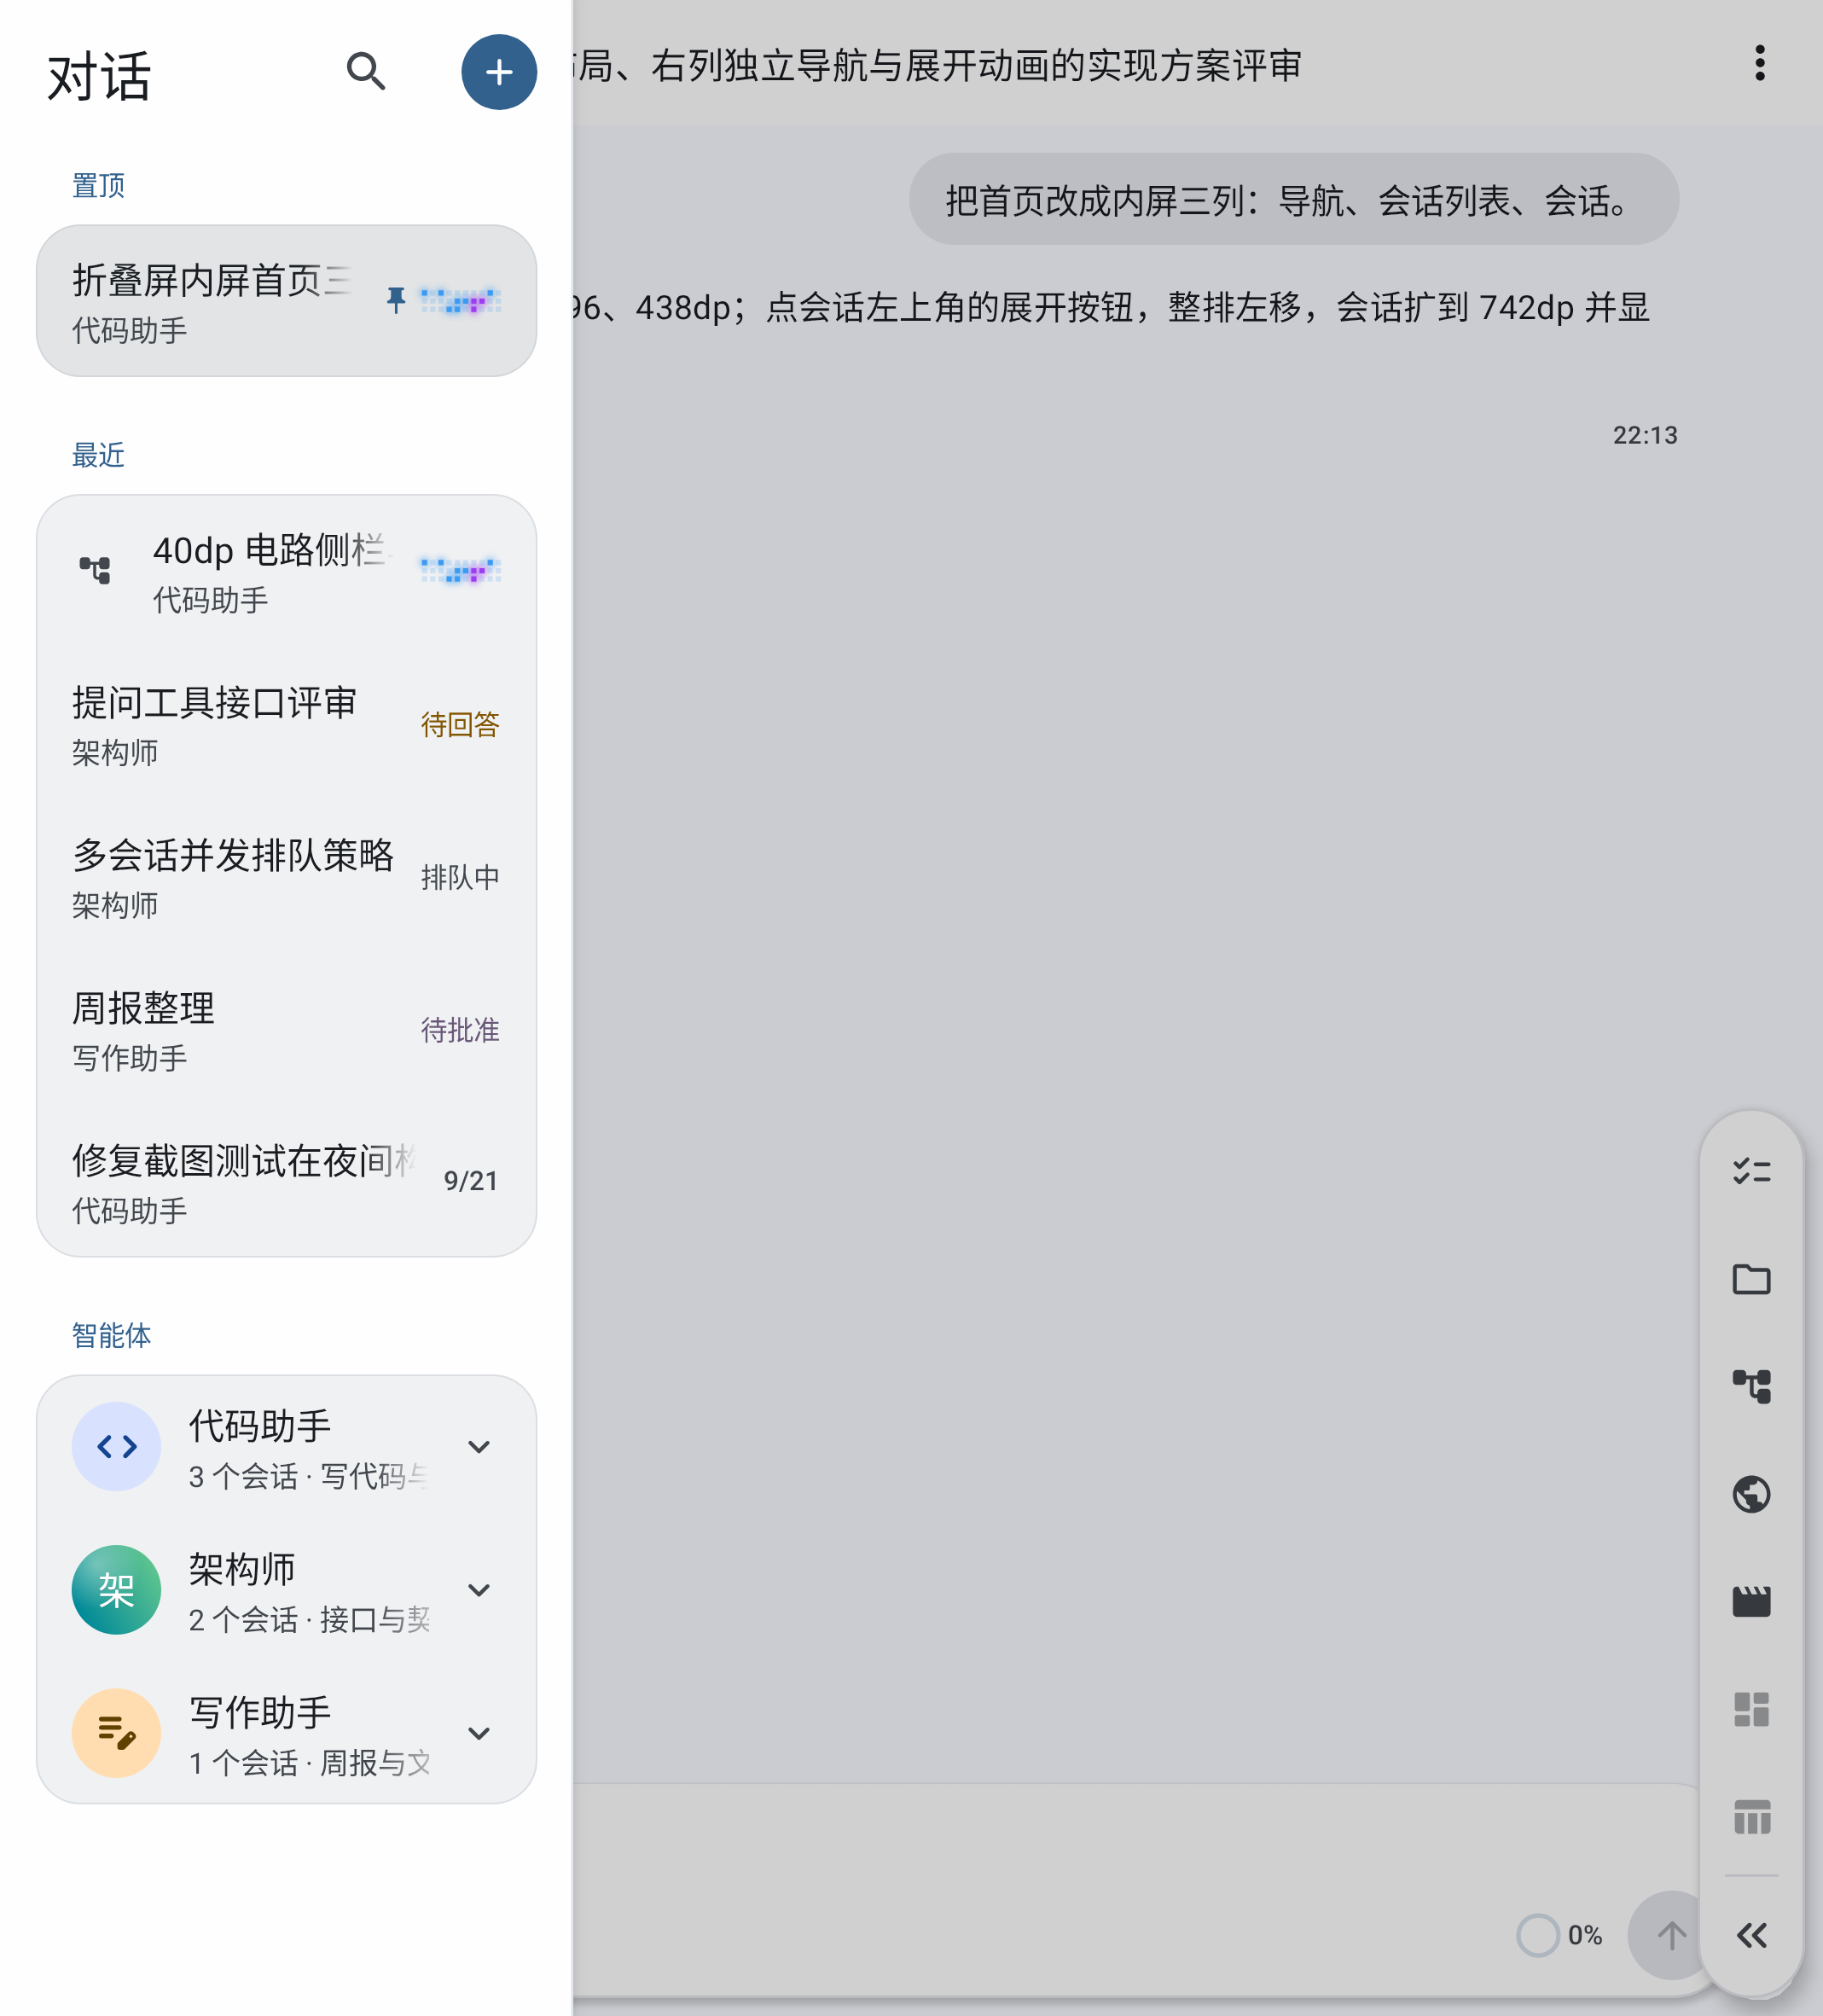 对话
置顶
折叠屏内屏首页三
代码助手
最近
40dp 电路侧栏
代码助手
提问工具接口评审
架构师
待回答
多会话并发排队策略
架构师
排队中
周报整理
写作助手
待批准
修复截图测试在夜间
代码助手
9/21
智能体
代码助手
3 个会话 · 写代码与
架
架构师
2 个会话 · 接口与契
写作助手
1 个会话 · 周报与文
局、右列独立导航与展开动画的实现方案评审
把首页改成内屏三列：导航、会话列表、会话。
96、438dp；点会话左上角的展开按钮，整排左移，会话扩到 742dp 并显
22:13
0%